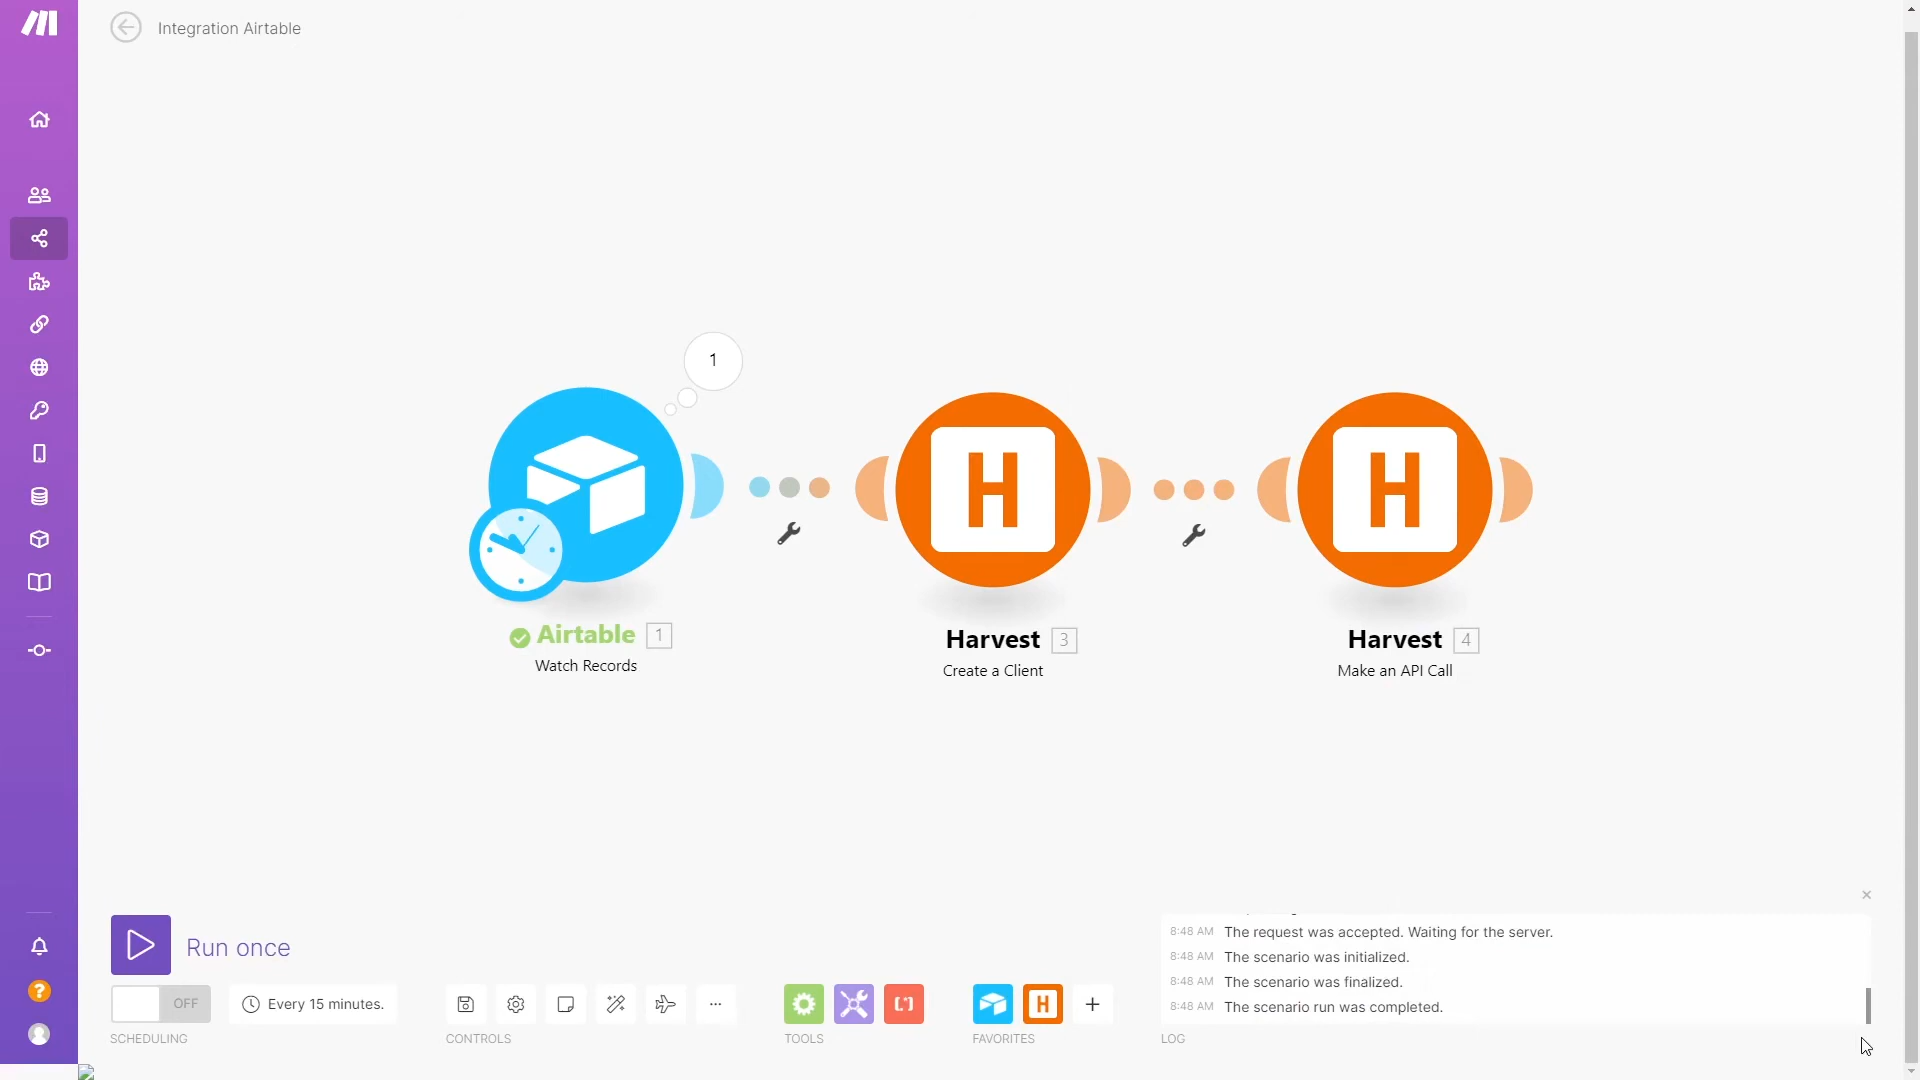 Integration Airtable
1
Airtable 1
Watch Records
Harvest 3
Create a Client
Harvest 4
Make an API Call
Run once
OFF
Every 15 minutes.
SCHEDULING
CONTROLS
TOOLS
FAVORITES
8:48 AM The request was accepted. Waiting for the server.
8:48 AM The scenario was initialized.
8:48 AM The scenario was finalized.
8:48 AM The scenario run was completed.
LOG